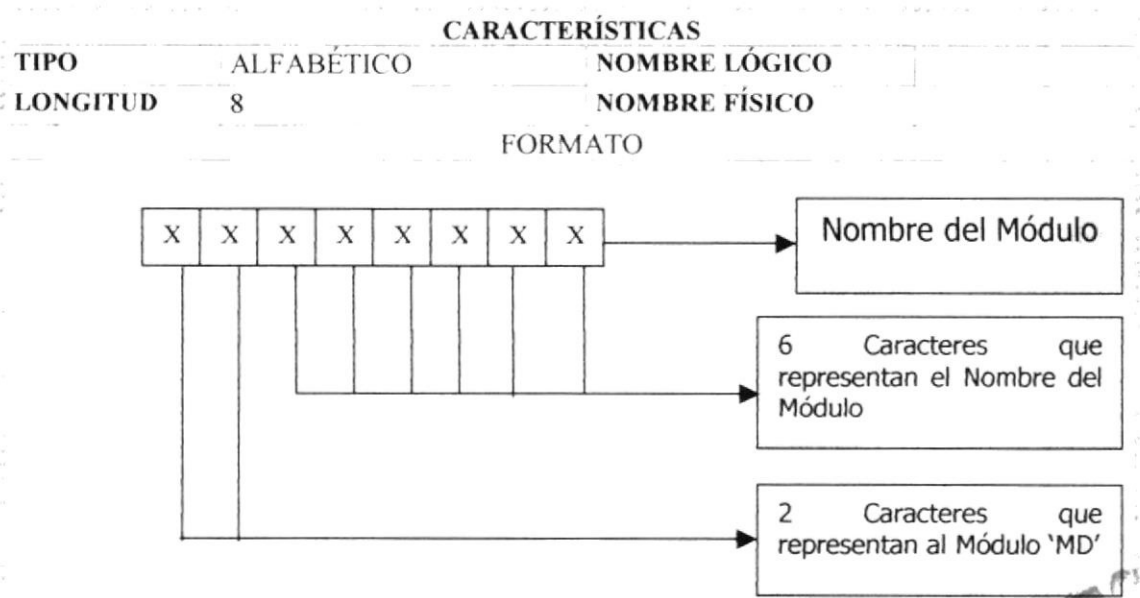 CARACTERÍSTICAS
TIPO ALFABÉTICO NOMBRE LÓGICO
LONGITUD 8 NOMBRE FÍSICO
FORMATO
X X X X X X X X
Nombre del Módulo
6 Caracteres que
representan el Nombre del
Módulo
2 Caracteres que
representan al Módulo ‘MD’